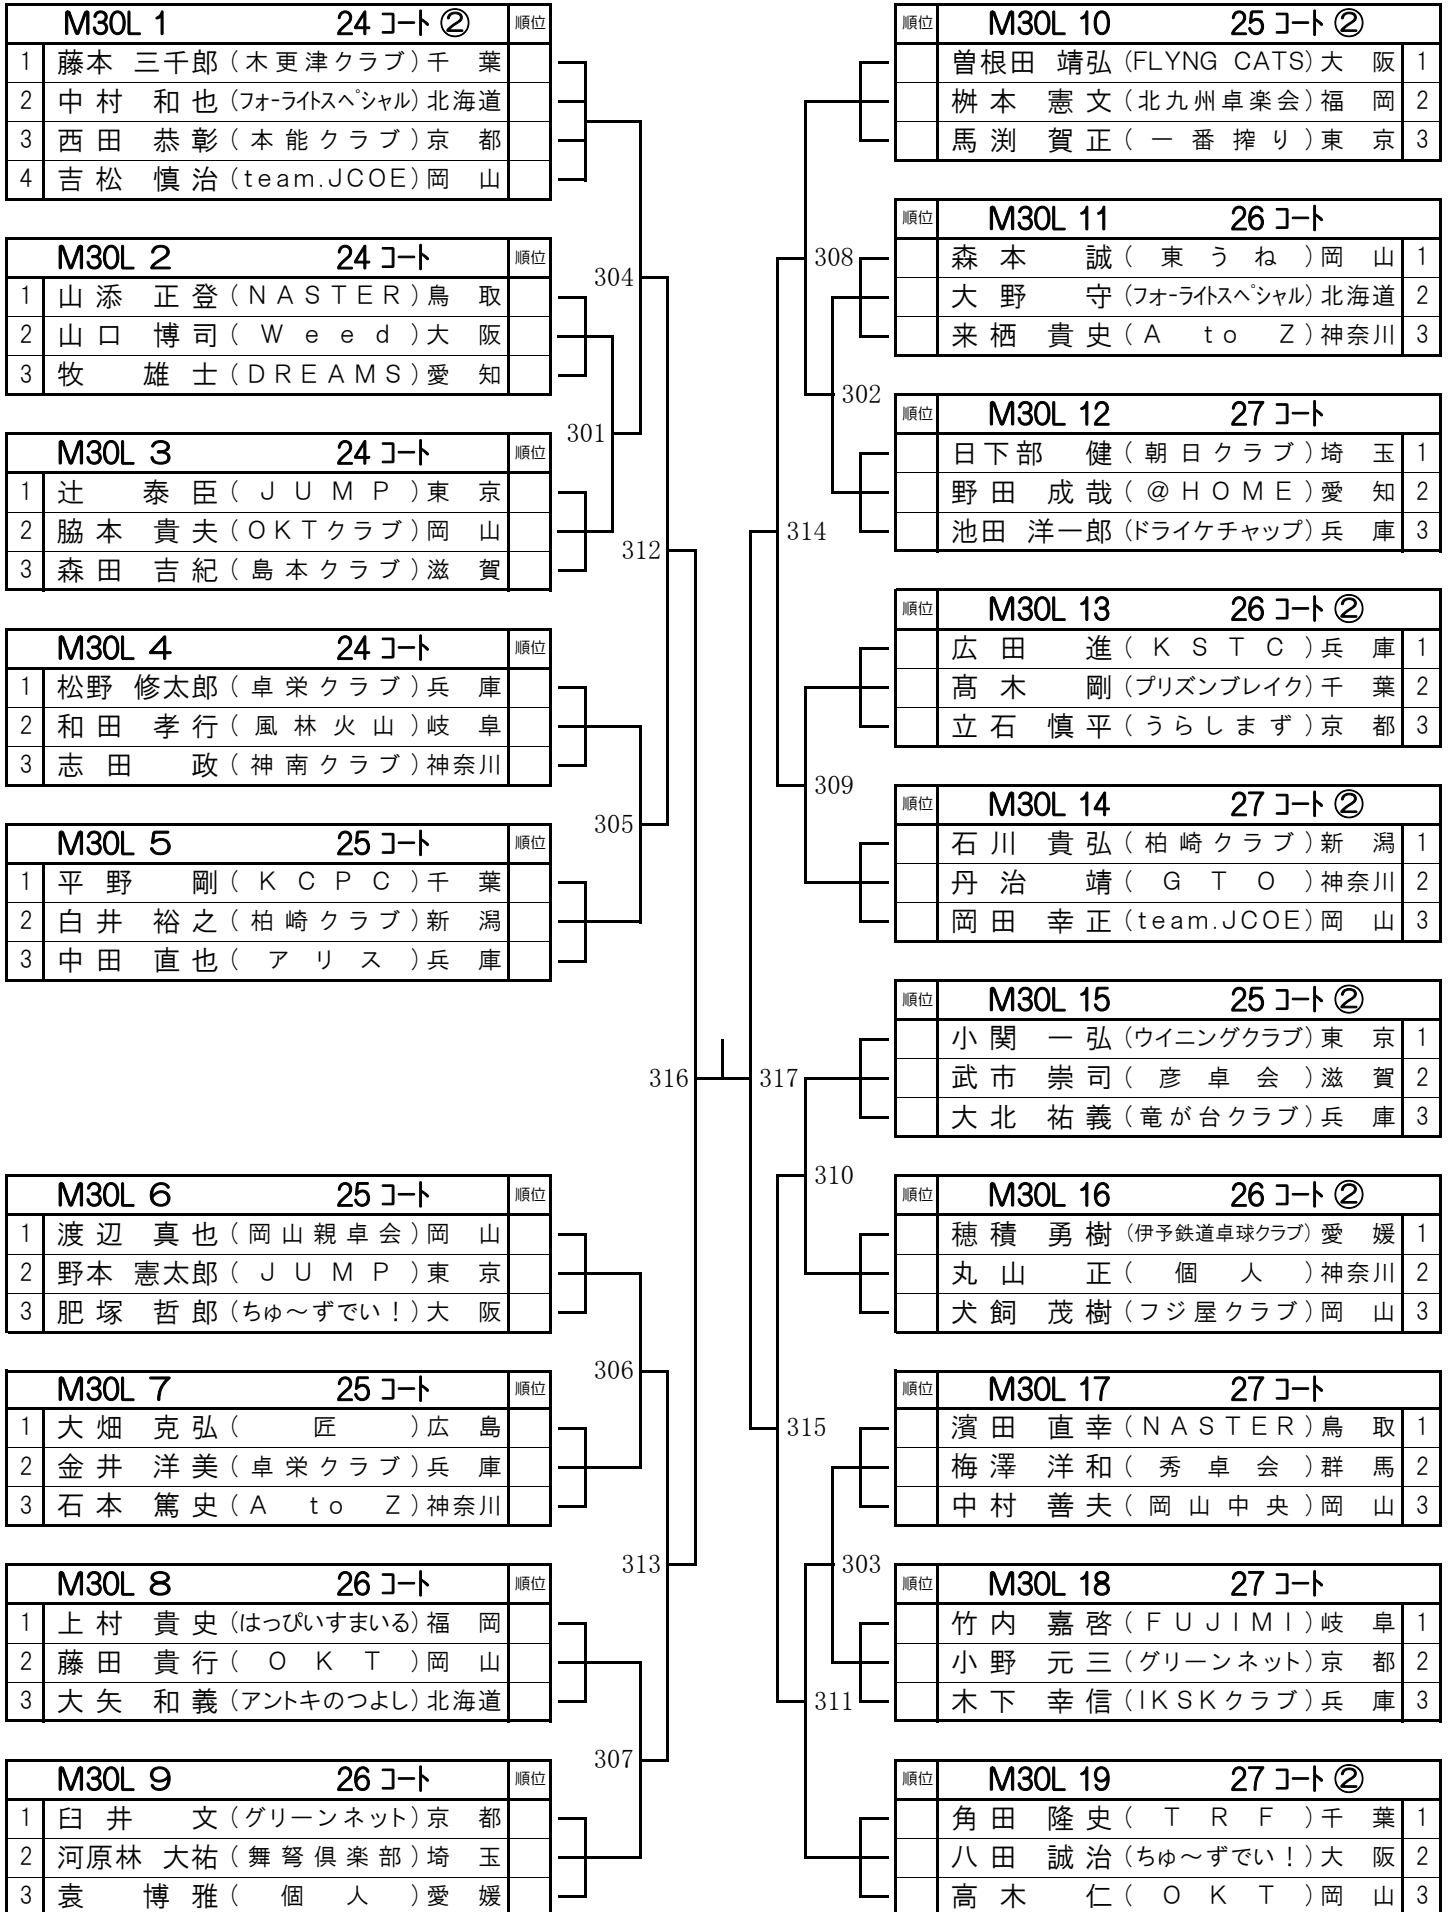 M30L 1 24 コート ② 順位
1 藤本 三千郎 (木更津クラブ) 千葉
2 中村 和也 (フォーライトスペシャル) 北海道
3 西田 恭彰 (本能クラブ) 京都
4 吉松 慎治 (team.JCOE) 岡山
M30L 2 24 コート 順位
1 山添 正登 (NASTER) 鳥取
2 山口 博司 (Weed) 大阪
3 牧 雄士 (DREAMS) 愛知
M30L 3 24 コート 順位
1 辻 泰臣 (JUMP) 東京
2 脇本 貴夫 (OKTクラブ) 岡山
3 森田 吉紀 (島本クラブ) 滋賀
M30L 4 24 コート 順位
1 松野 修太郎 (卓栄クラブ) 兵庫
2 和田 孝行 (風林火山) 岐阜
3 志田 政 (神南クラブ) 神奈川
M30L 5 25 コート 順位
1 平野 剛 (KCPC) 千葉
2 白井 裕之 (柏崎クラブ) 新潟
3 中田 直也 (アリス) 兵庫
M30L 6 25 コート 順位
1 渡辺 真也 (岡山親卓会) 岡山
2 野本 憲太郎 (JUMP) 東京
3 肥塚 哲郎 (ちゅ～ずでい！) 大阪
M30L 7 25 コート 順位
1 大畑 克弘 (匠) 広島
2 金井 洋美 (卓栄クラブ) 兵庫
3 石本 篤史 (A to Z) 神奈川
M30L 8 26 コート 順位
1 上村 貴史 (はっぴいすまいる) 福岡
2 藤田 貴行 (OKT) 岡山
3 大矢 和義 (アントキのつよし) 北海道
M30L 9 26 コート 順位
1 臼井 文 (グリーンネット) 京都
2 河原林 大祐 (舞弩倶楽部) 埼玉
3 袁 博雅 (個人) 愛媛
304
301
312
305
316
306
313
307
308
302
314
309
317
310
315
303
311
順位 M30L 10 25 コート ②
曽根田 靖弘 (FLYNG CATS) 大阪 1
桝本 憲文 (北九州卓楽会) 福岡 2
馬渕 賀正 (一番搾り) 東京 3
順位 M30L 11 26 コート
森本 誠 (東うね) 岡山 1
大野 守 (フォーライトスペシャル) 北海道 2
来栖 貴史 (A to Z) 神奈川 3
順位 M30L 12 27 コート
日下部 健 (朝日クラブ) 埼玉 1
野田 成哉 (@HOME) 愛知 2
池田 洋一郎 (ドライケチャップ) 兵庫 3
順位 M30L 13 26 コート ②
広田 進 (KSTC) 兵庫 1
髙木 剛 (プリズンブレイク) 千葉 2
立石 慎平 (うらしまず) 京都 3
順位 M30L 14 27 コート ②
石川 貴弘 (柏崎クラブ) 新潟 1
丹治 靖 (GTO) 神奈川 2
岡田 幸正 (team.JCOE) 岡山 3
順位 M30L 15 25 コート ②
小関 一弘 (ウイニングクラブ) 東京 1
武市 崇司 (彦卓会) 滋賀 2
大北 祐義 (竜が台クラブ) 兵庫 3
順位 M30L 16 26 コート ②
穂積 勇樹 (伊予鉄道卓球クラブ) 愛媛 1
丸山 正 (個人) 神奈川 2
犬飼 茂樹 (フジ屋クラブ) 岡山 3
順位 M30L 17 27 コート
濱田 直幸 (NASTER) 鳥取 1
梅澤 洋和 (秀卓会) 群馬 2
中村 善夫 (岡山中央) 岡山 3
順位 M30L 18 27 コート
竹内 嘉啓 (FUJIMI) 岐阜 1
小野 元三 (グリーンネット) 京都 2
木下 幸信 (IKSKクラブ) 兵庫 3
順位 M30L 19 27 コート ②
角田 隆史 (TRF) 千葉 1
八田 誠治 (ちゅ～ずでい！) 大阪 2
高木 仁 (OKT) 岡山 3